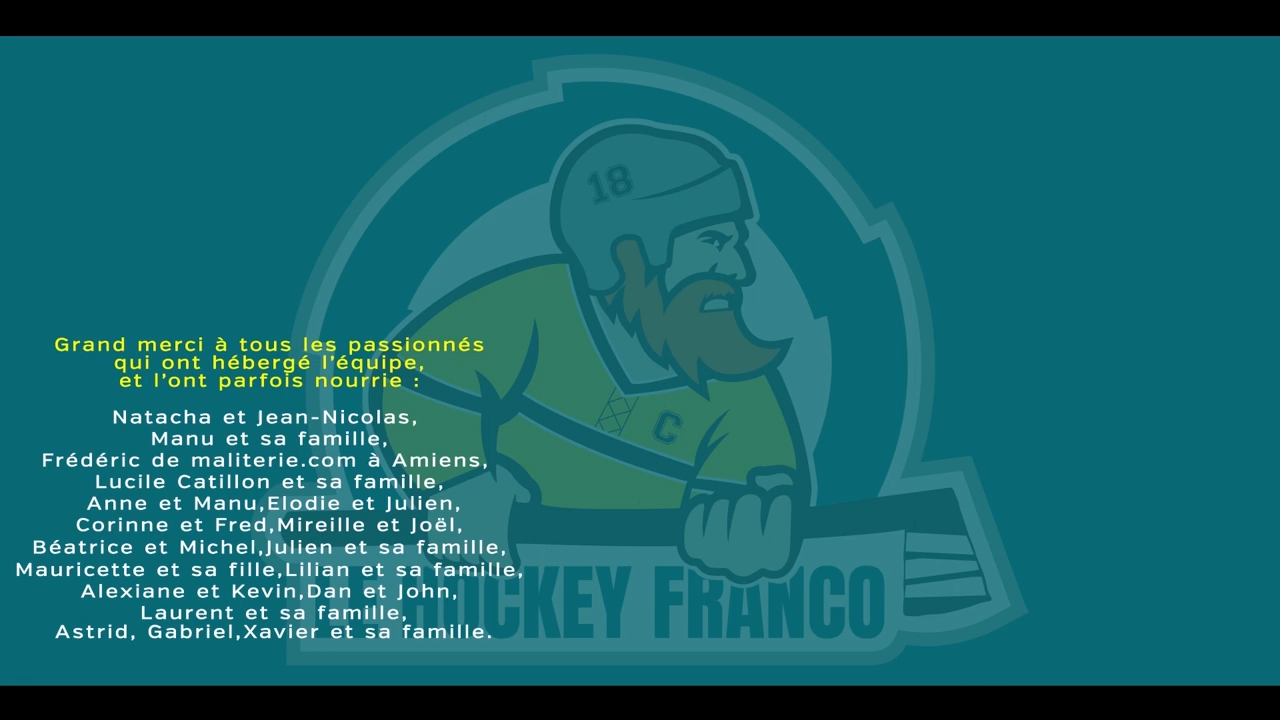 18
Grand merci à tous les passionnés
qui ont hébergé l'équipe,
et l'ont parfois nourrie :
C
Natacha et Jean-Nicolas,
Manu et sa famille,
Frédéric de maliterie.com à Amiens,
Lucile Catillon et sa famille,
Anne et Manu,Elodie et Julien,
Corinne et Fred,Mireille et Joël,
Béatrice et Michel,Julien et sa famille,
Mauricette et sa fille,Lilian et sa famille,
Alexiane et Kevin,Dan et John,
Laurent et sa famille,
Astrid, Gabriel,Xavier et sa famille.
LE HOCKEY FRANCO